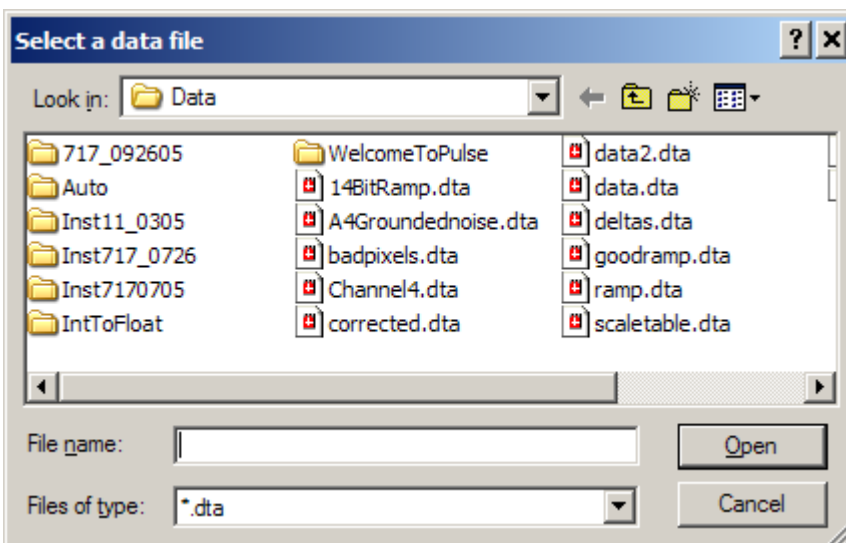 Select a data file
Look in: Data
717_092605 WelcomeToPulse data2.dta
Auto 14BitRamp.dta data.dta
Inst11_0305 A4Groundednoise.dta deltas.dta
Inst717_0726 badpixels.dta goodramp.dta
Inst7170705 Channel4.dta ramp.dta
IntToFloat corrected.dta scaletable.dta
File name: Open
Files of type: *.dta Cancel